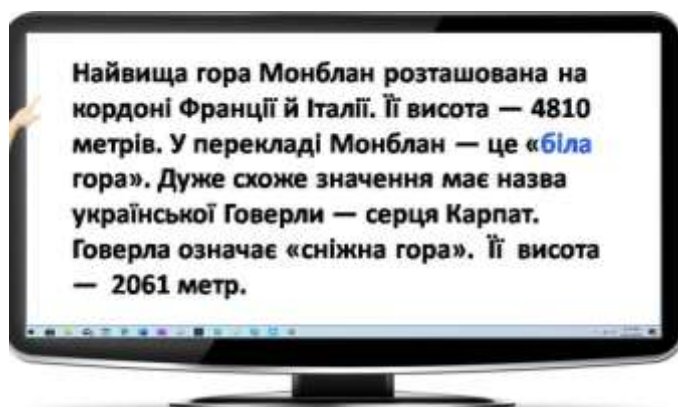 Найвища гора Монблан розташована на
кордоні Франції й Італії. Її висота — 4810
метрів. У перекладі Монблан — це «біла
гора». Дуже схоже значення має назва
української Говерли — серця Карпат.
Говерла означає «сніжна гора».  Її  висота
—  2061 метр.